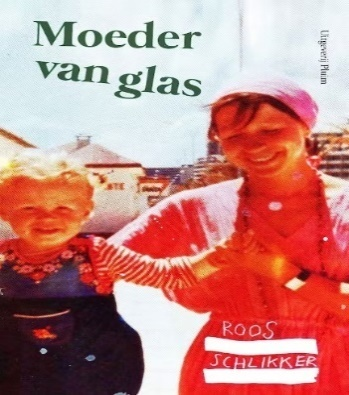 Moeder
van glas
Uitgeverij Pluim
ROOS
SCHLIKKER